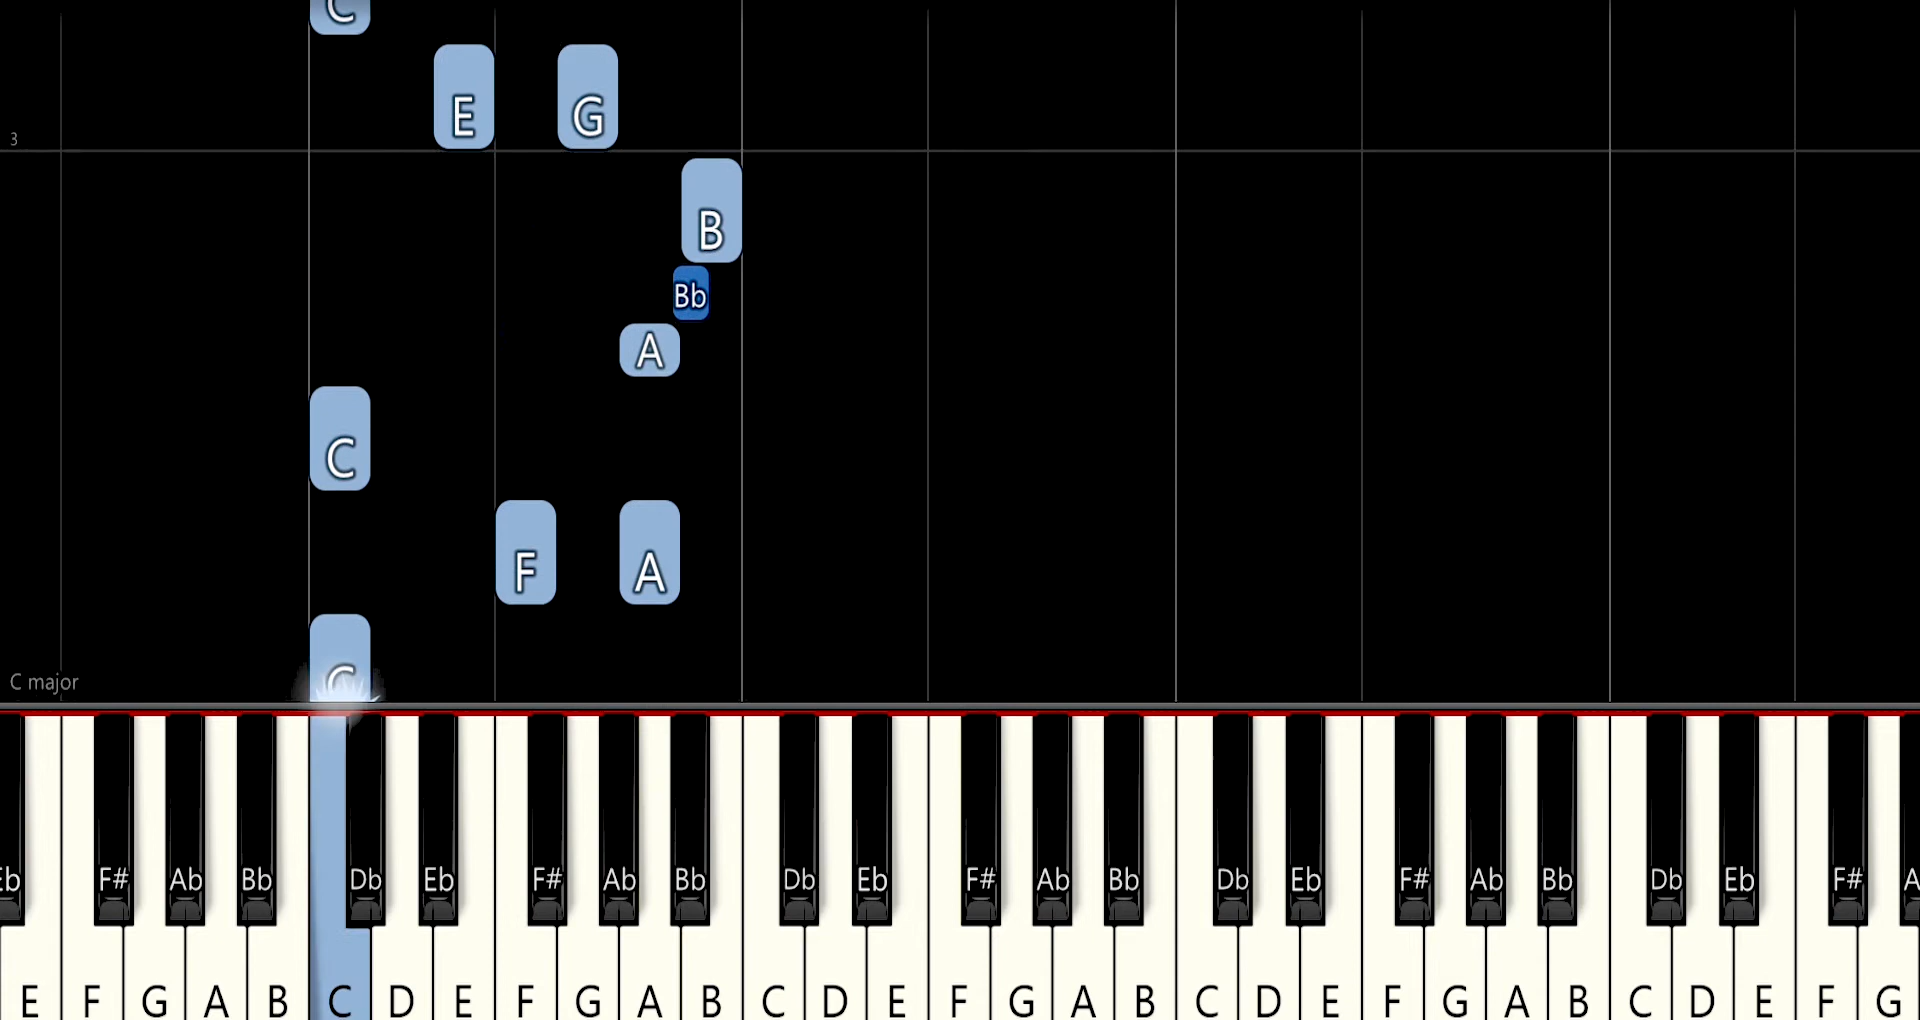 C
E G
3
B
Bb
A
C
F A
C
C major
Eb F# Ab Bb Db Eb F# Ab Bb Db Eb F# Ab Bb Db Eb F# Ab Bb Db Eb F# A
E F G A B C D E F G A B C D E F G A B C D E F G A B C D E F G